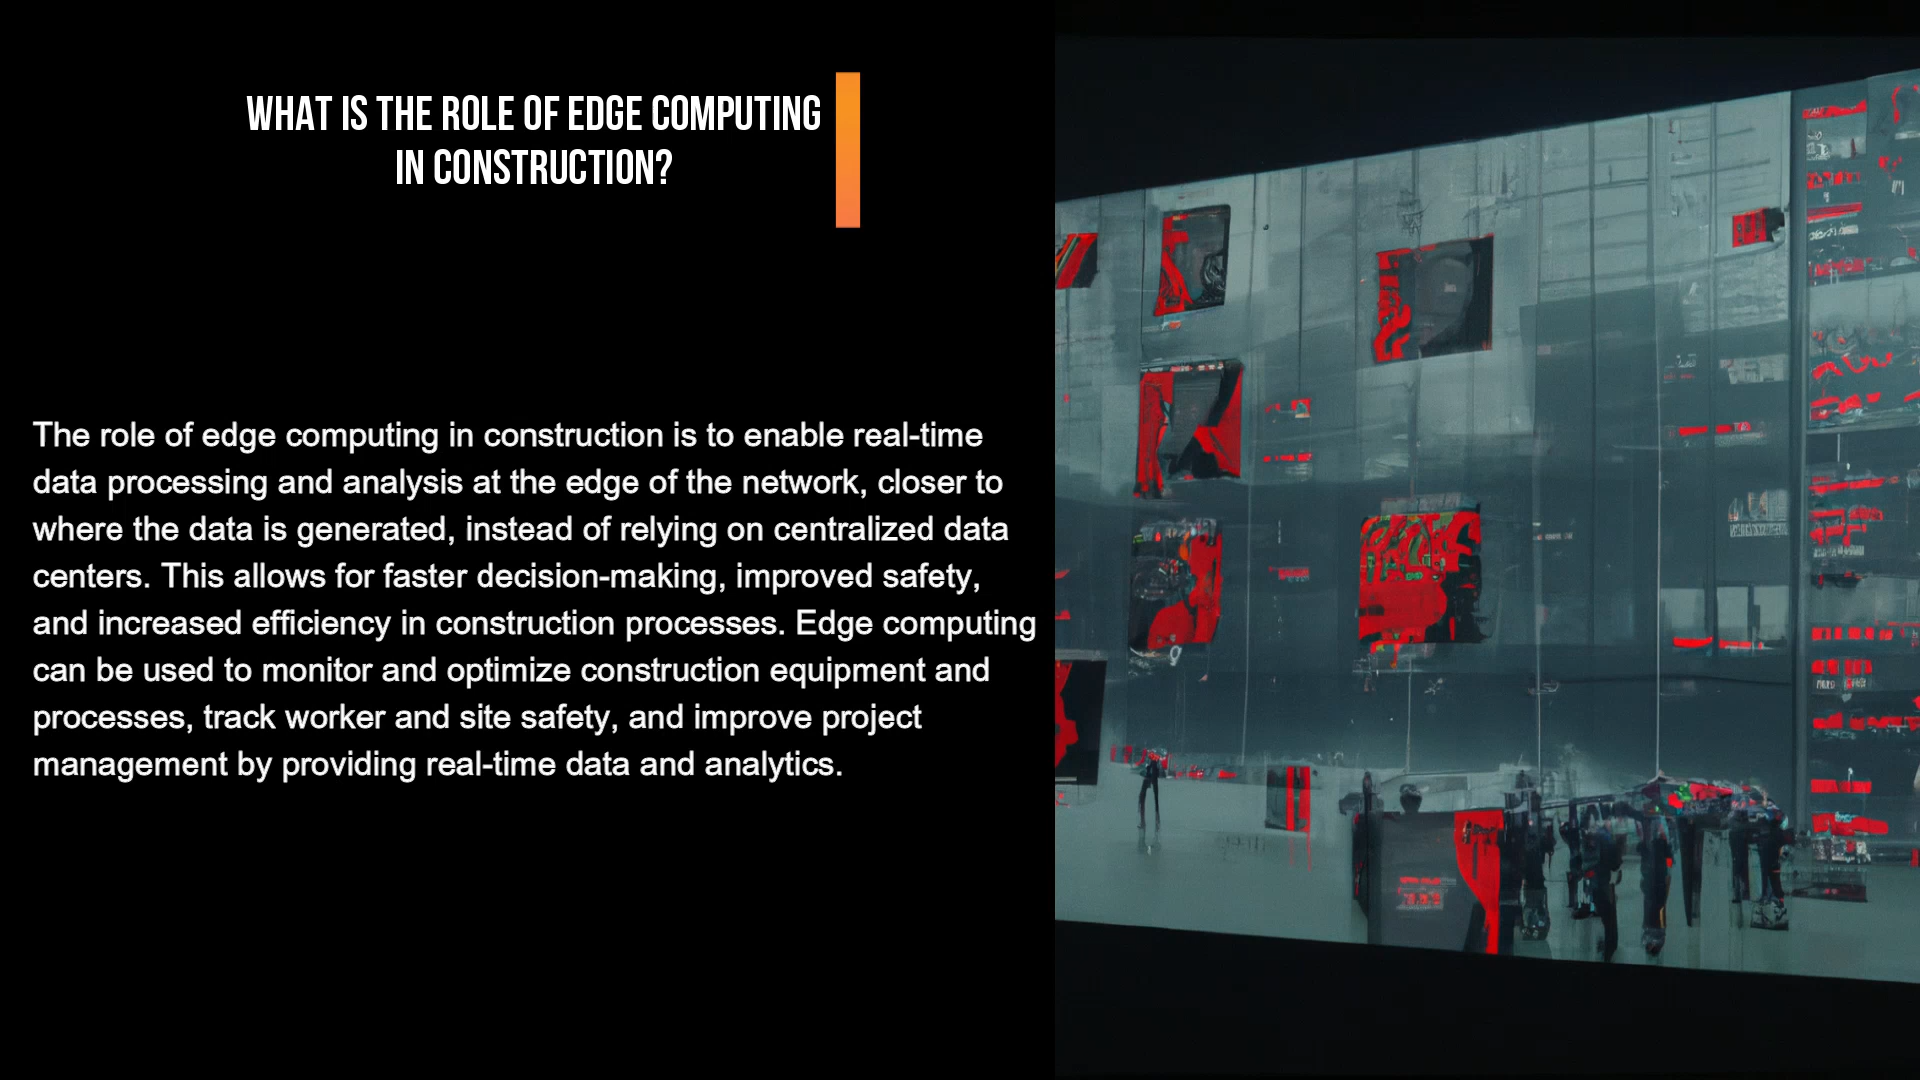 WHAT IS THE ROLE OF EDGE COMPUTING
IN CONSTRUCTION?
The role of edge computing in construction is to enable real-time
data processing and analysis at the edge of the network, closer to
where the data is generated, instead of relying on centralized data
centers. This allows for faster decision-making, improved safety,
and increased efficiency in construction processes. Edge computing
can be used to monitor and optimize construction equipment and
processes, track worker and site safety, and improve project
management by providing real-time data and analytics.